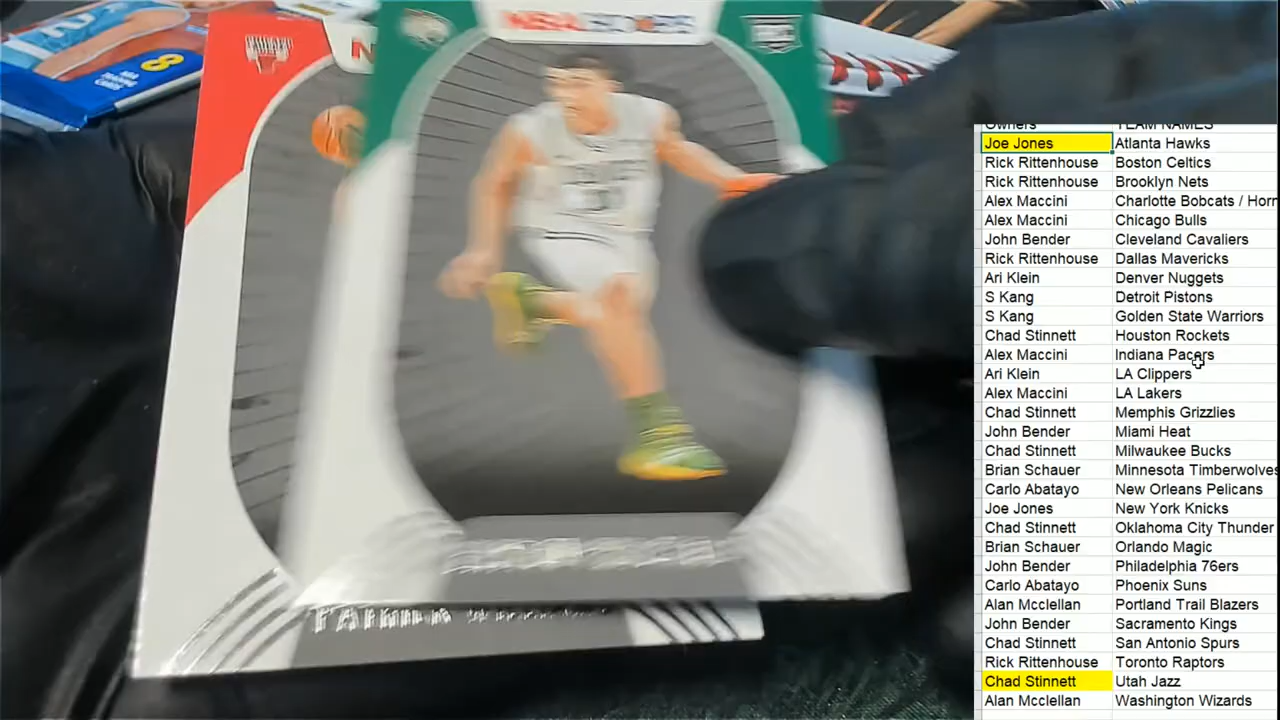 NBA HOOPS
Owners TEAM NAMES
Joe Jones Atlanta Hawks
Rick Rittenhouse Boston Celtics
Rick Rittenhouse Brooklyn Nets
Alex Maccini Charlotte Bobcats / Horr
Alex Maccini Chicago Bulls
John Bender Cleveland Cavaliers
Rick Rittenhouse Dallas Mavericks
Ari Klein Denver Nuggets
S Kang Detroit Pistons
S Kang Golden State Warriors
Chad Stinnett Houston Rockets
Alex Maccini Indiana Pacers
Ari Klein LA Clippers
Alex Maccini LA Lakers
Chad Stinnett Memphis Grizzlies
John Bender Miami Heat
Chad Stinnett Milwaukee Bucks
Brian Schauer Minnesota Timberwolves
Carlo Abatayo New Orleans Pelicans
Joe Jones New York Knicks
Chad Stinnett Oklahoma City Thunder
Brian Schauer Orlando Magic
John Bender Philadelphia 76ers
Carlo Abatayo Phoenix Suns
Alan Mcclellan Portland Trail Blazers
John Bender Sacramento Kings
Chad Stinnett San Antonio Spurs
Rick Rittenhouse Toronto Raptors
Chad Stinnett Utah Jazz
Alan Mcclellan Washington Wizards